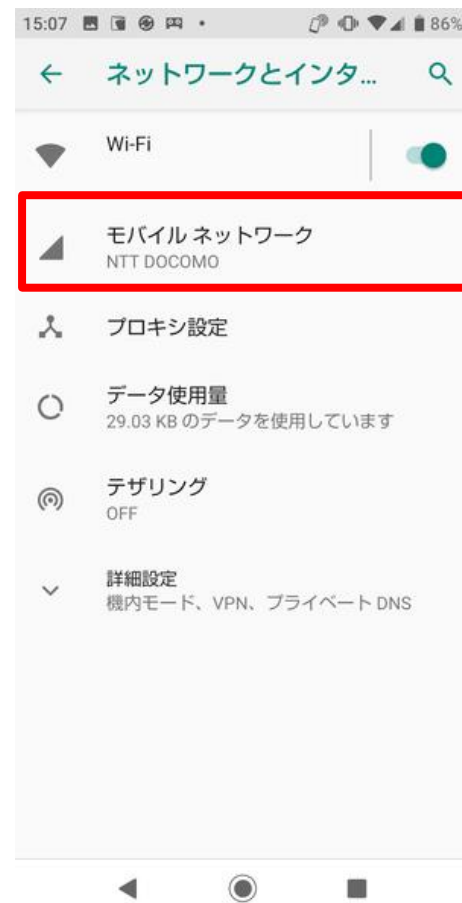 15:07
86%
ネットワークとインタ...
Wi-Fi
モバイル ネットワーク
NTT DOCOMO
プロキシ設定
データ使用量
29.03 KB のデータを使用しています
テザリング
OFF
詳細設定
機内モード、VPN、プライベート DNS